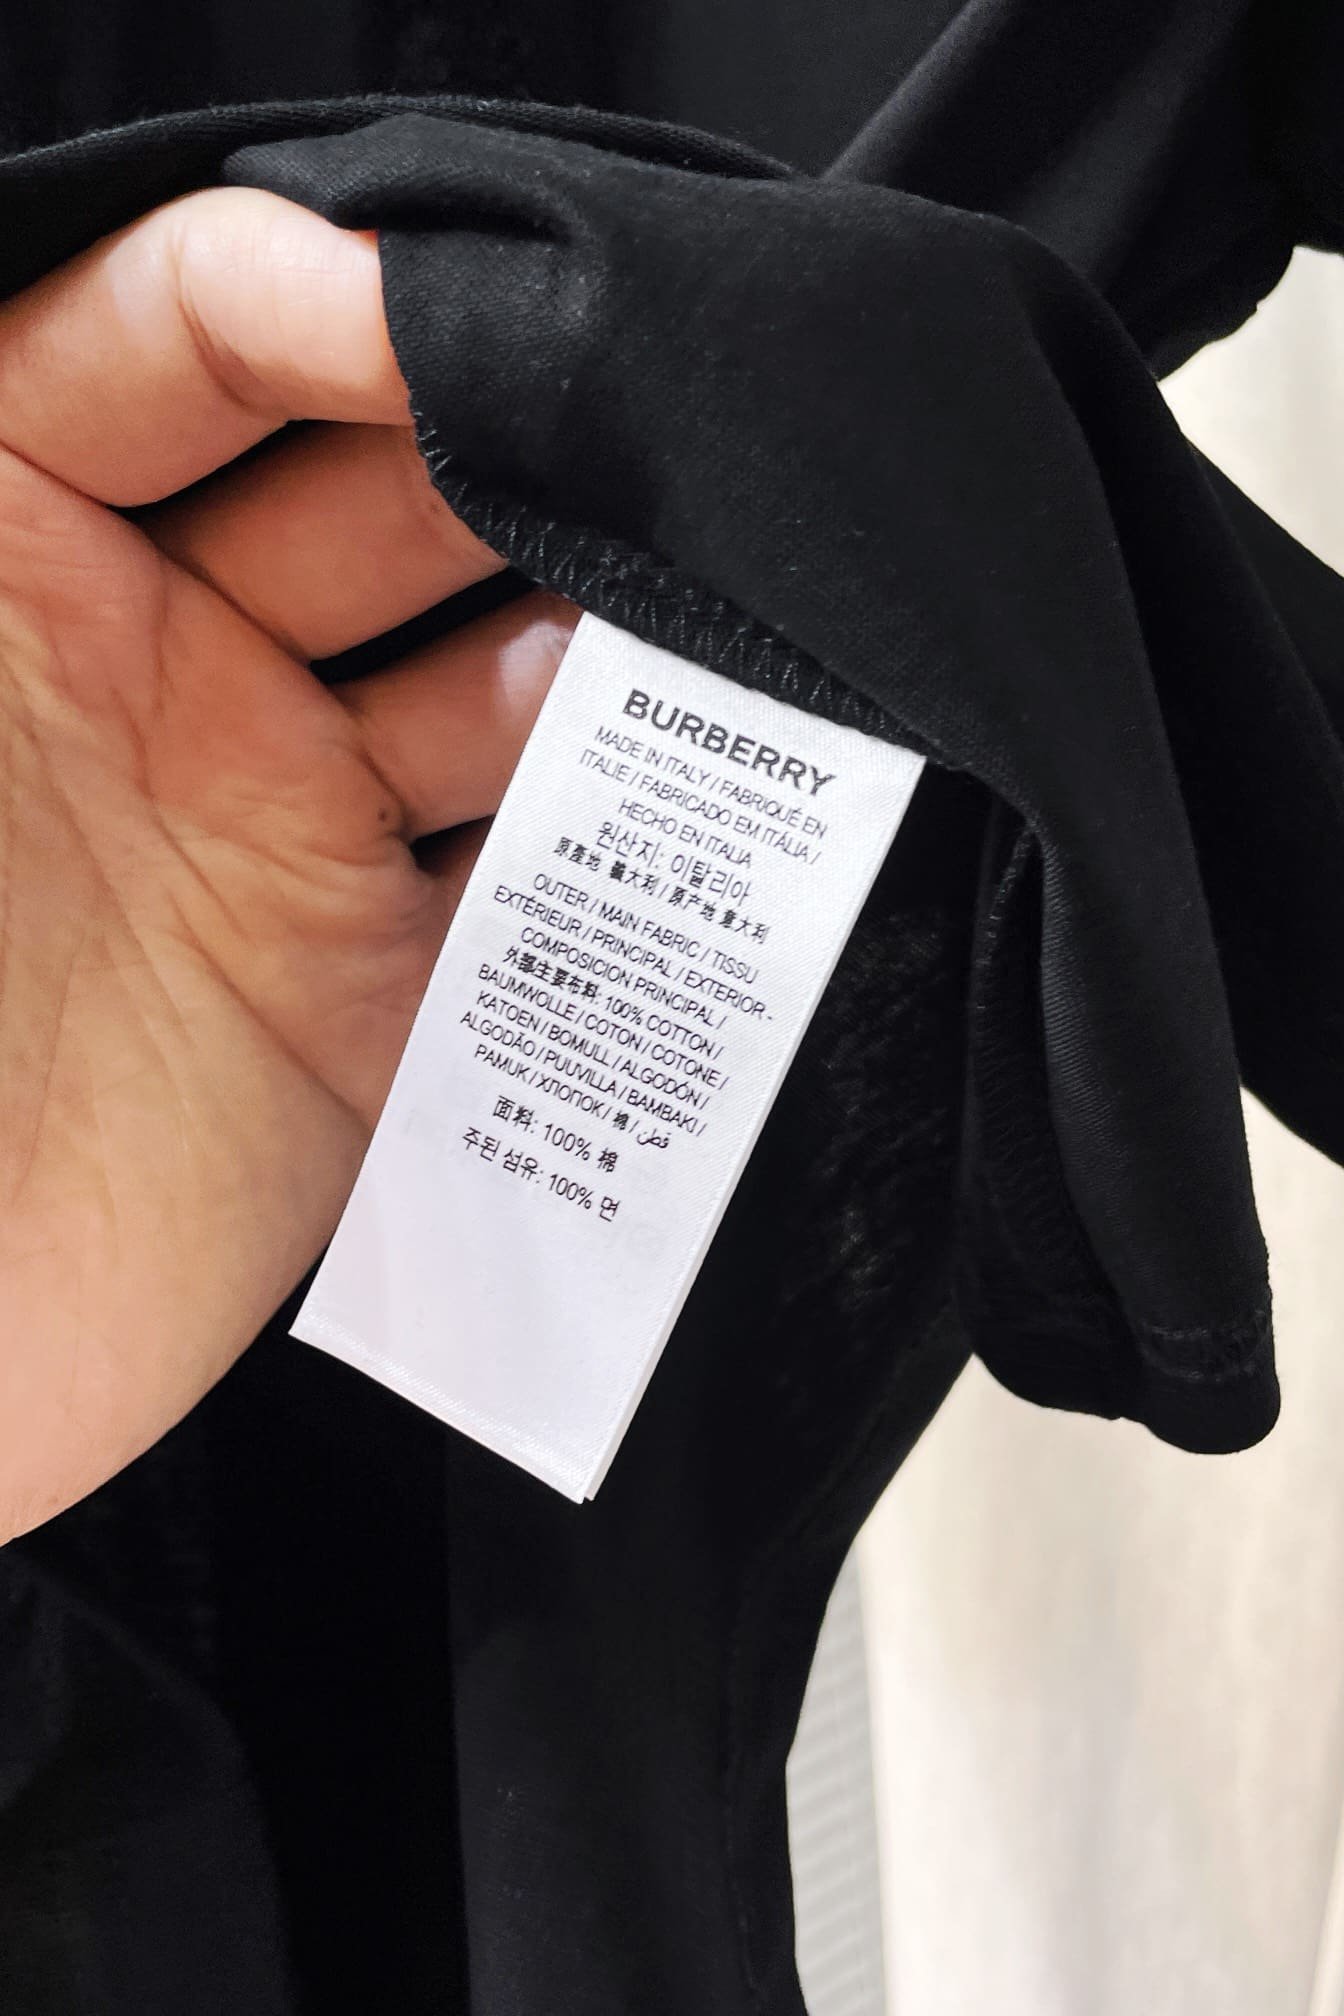 BURBERRY
MADE IN ITALY / FABRIQUÉ EN
ITALIE / FABRICADO EM ITÁLIA /
HECHO EN ITALIA
원산지: 이탈리아
原產地 義大利 / 原产地 意大利
OUTER / MAIN FABRIC / TISSU
EXTÉRIEUR / PRINCIPAL / EXTERIOR -
COMPOSICION PRINCIPAL /
外部主要布料: 100% COTTON /
BAUMWOLLE / COTON / COTONE /
KATOEN / BOMULL / ALGODÓN /
ALGODÃO / PUUVILLA / BAMBAKI /
PAMUK / ХЛОПОК / 棉 / قطن
面料: 100% 棉
주된 섬유: 100% 면